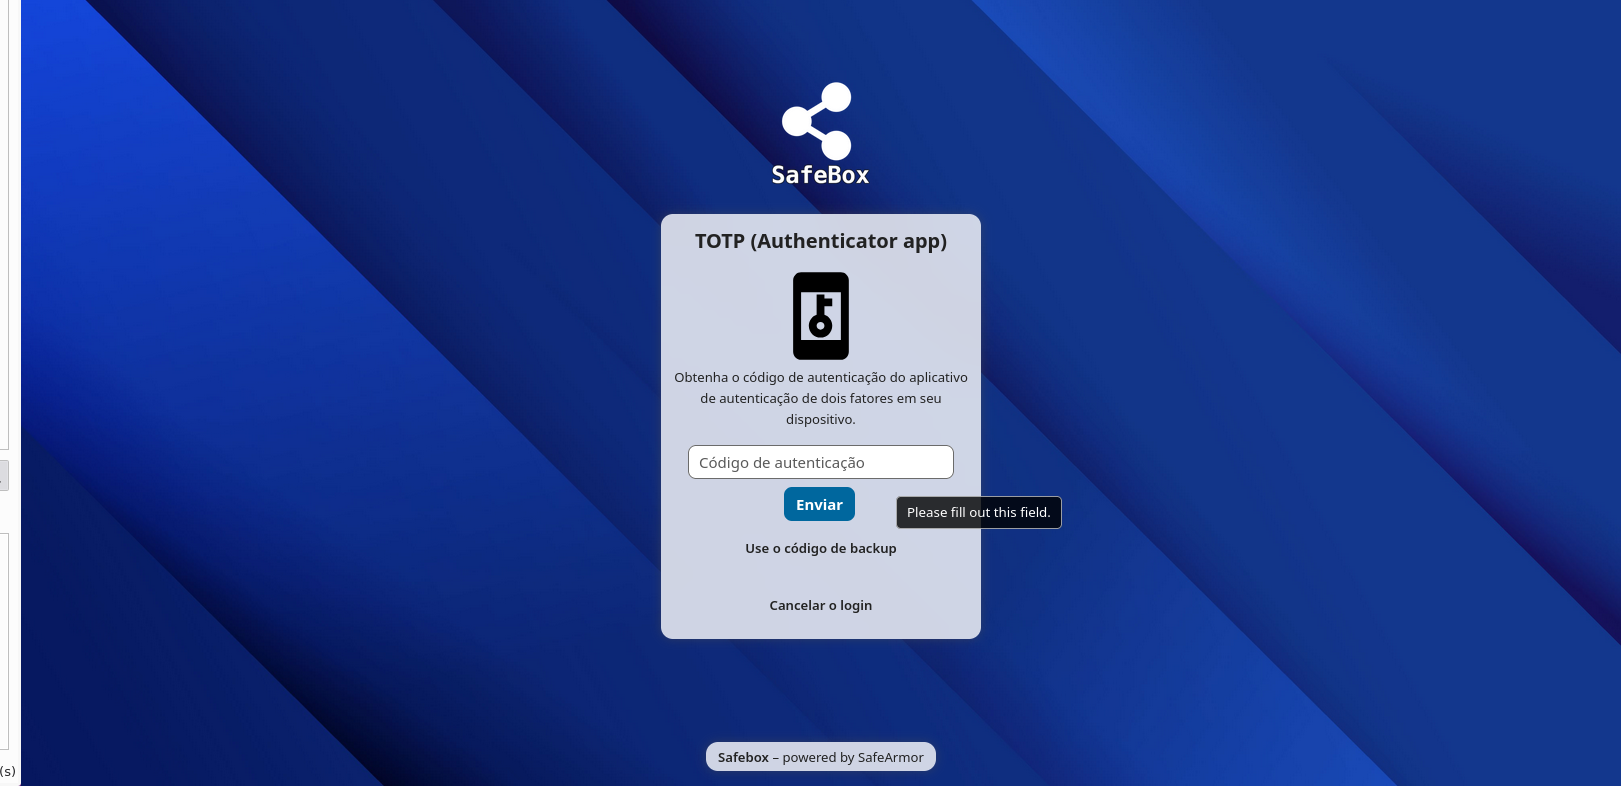 SafeBox
TOTP (Authenticator app)
Obtenha o código de autenticação do aplicativo
de autenticação de dois fatores em seu
dispositivo.
Código de autenticação
Enviar
Please fill out this field.
Use o código de backup
Cancelar o login
Safebox – powered by SafeArmor
(s)